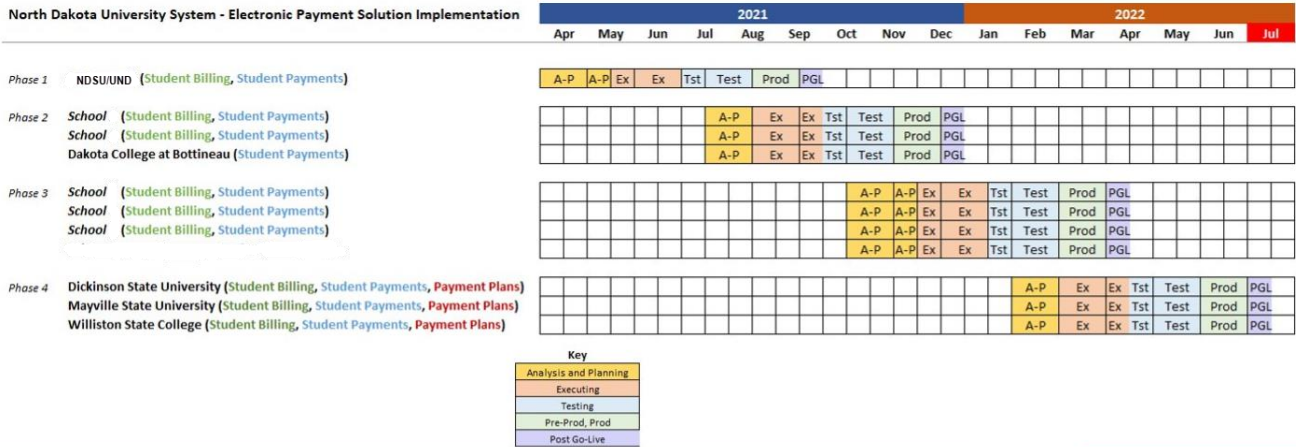 North Dakota University System - Electronic Payment Solution Implementation 2021 2022
Apr May Jun Jul Aug Sep Oct Nov Dec Jan Feb Mar Apr May Jun Jul
Phase 1 NDSU/UND (Student Billing, Student Payments) A-P A-P Ex Ex Tst Test Prod PGL
Phase 2 School (Student Billing, Student Payments) A-P Ex Ex Tst Test Prod PGL
School (Student Billing, Student Payments) A-P Ex Ex Tst Test Prod PGL
Dakota College at Bottineau (Student Payments) A-P Ex Ex Tst Test Prod PGL
Phase 3 School (Student Billing, Student Payments) A-P A-P Ex Ex Tst Test Prod PGL
School (Student Billing, Student Payments) A-P A-P Ex Ex Tst Test Prod PGL
School (Student Billing, Student Payments) A-P A-P Ex Ex Tst Test Prod PGL
A-P A-P Ex Ex Tst Test Prod PGL
Phase 4 Dickinson State University (Student Billing, Student Payments, Payment Plans) A-P Ex Ex Tst Test Prod PGL
Mayville State University (Student Billing, Student Payments, Payment Plans) A-P Ex Ex Tst Test Prod PGL
Williston State College (Student Billing, Student Payments, Payment Plans) A-P Ex Ex Tst Test Prod PGL
Key
Analysis and Planning
Executing
Testing
Pre-Prod, Prod
Post Go-Live